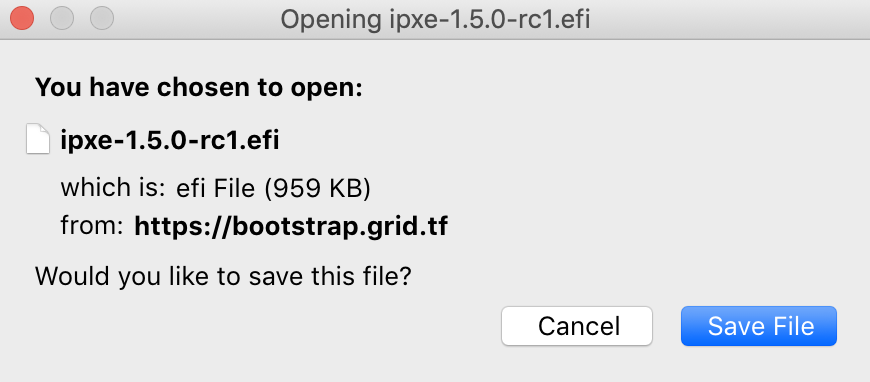 Opening ipxe-1.5.0-rc1.efi
You have chosen to open:
ipxe-1.5.0-rc1.efi
which is: efi File (959 KB)
from: https://bootstrap.grid.tf
Would you like to save this file?
Cancel Save File